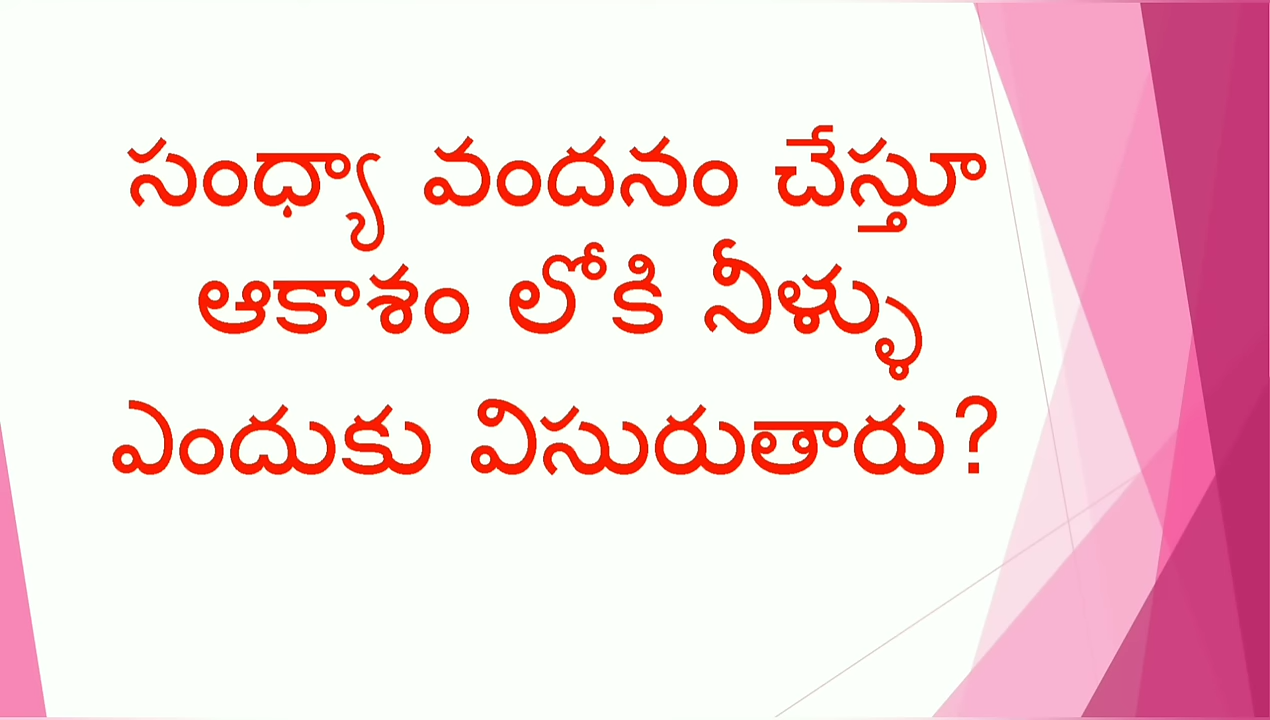 సంధ్యా వందనం చేస్తూ
ఆకాశం లోకి నీళ్ళు
ఎందుకు విసురుతారు?